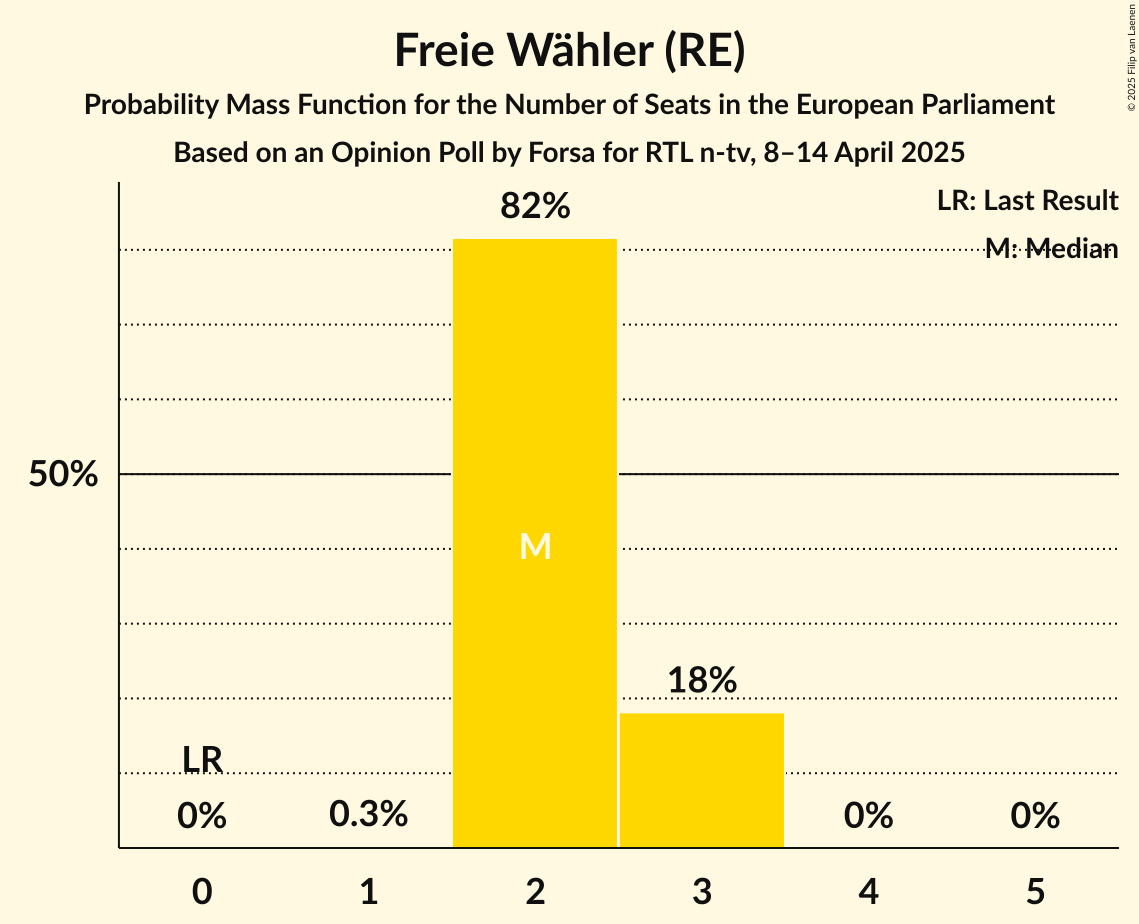 Freie Wähler (RE)
Probability Mass Function for the Number of Seats in the European Parliament
Based on an Opinion Poll by Forsa for RTL n-tv, 8–14 April 2025
© 2025 Filip van Laenen
LR: Last Result
M: Median
82%
50%
M
18%
LR
0%
0.3%
0%
0%
0
1
2
3
4
5